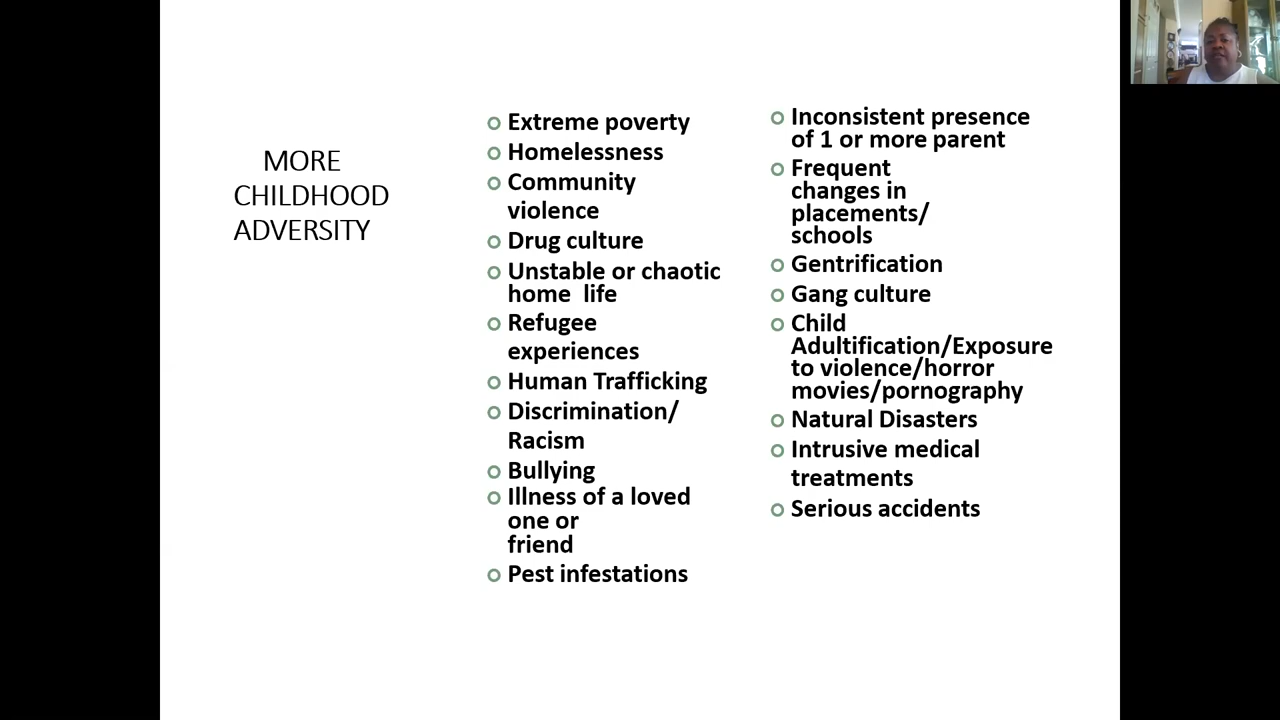 MORE
CHILDHOOD
ADVERSITY
Extreme poverty
Homelessness
Community
violence
Drug culture
Unstable or chaotic
home life
Refugee
experiences
Human Trafficking
Discrimination/
Racism
Bullying
Illness of a loved
one or
friend
Pest infestations
Inconsistent presence
of 1 or more parent
Frequent
changes in
placements/
schools
Gentrification
Gang culture
Child
Adultification/Exposure
to violence/horror
movies/pornography
Natural Disasters
Intrusive medical
treatments
Serious accidents